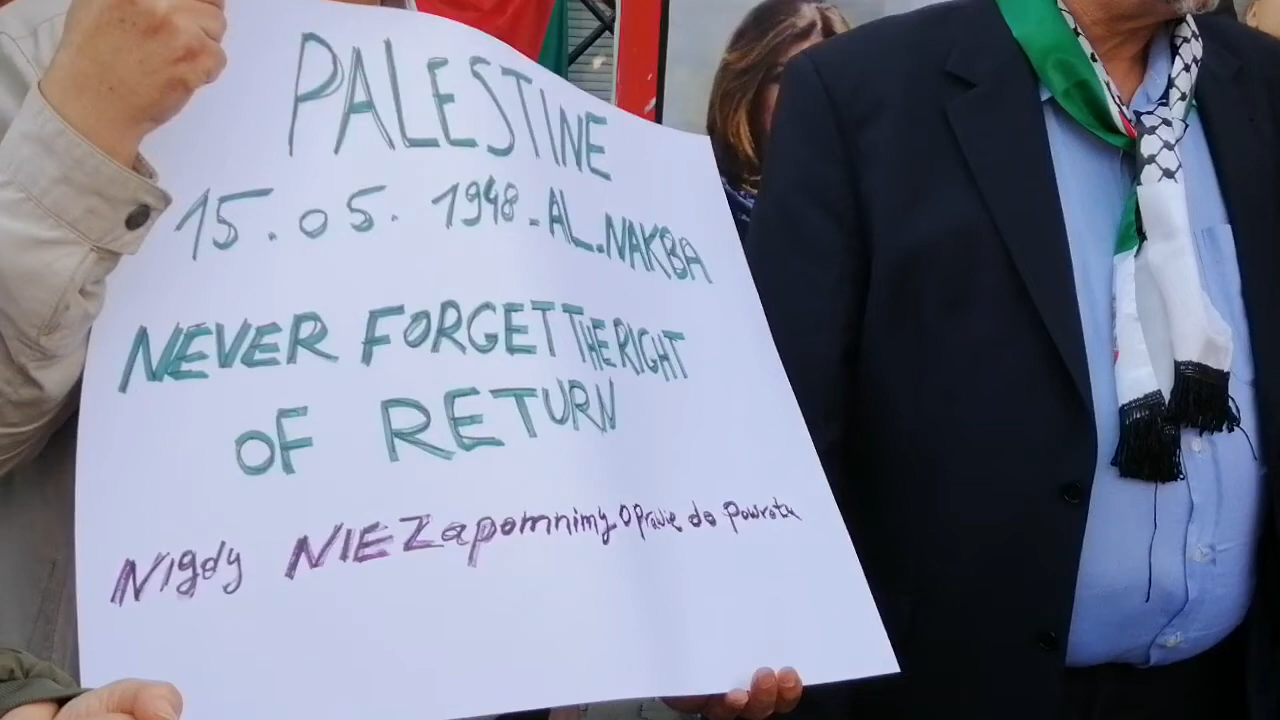 PALESTINE
15.05.1948-AL.NAKBA
NEVER FORGET THE RIGHT
OF RETURN
Nigdy NIE Zapomnimy o prawie do powrotu